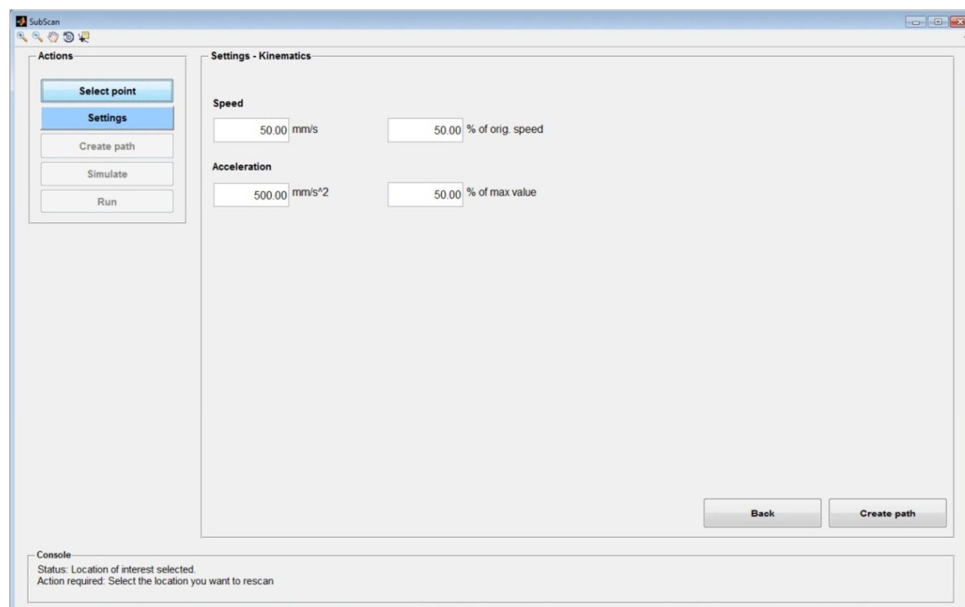 SubScan
Actions
Select point
Settings
Create path
Simulate
Run
Settings - Kinematics
Speed
50.00 mm/s 50.00 % of orig. speed
Acceleration
500.00 mm/s^2 50.00 % of max value
Back Create path
Console
Status: Location of interest selected.
Action required: Select the location you want to rescan